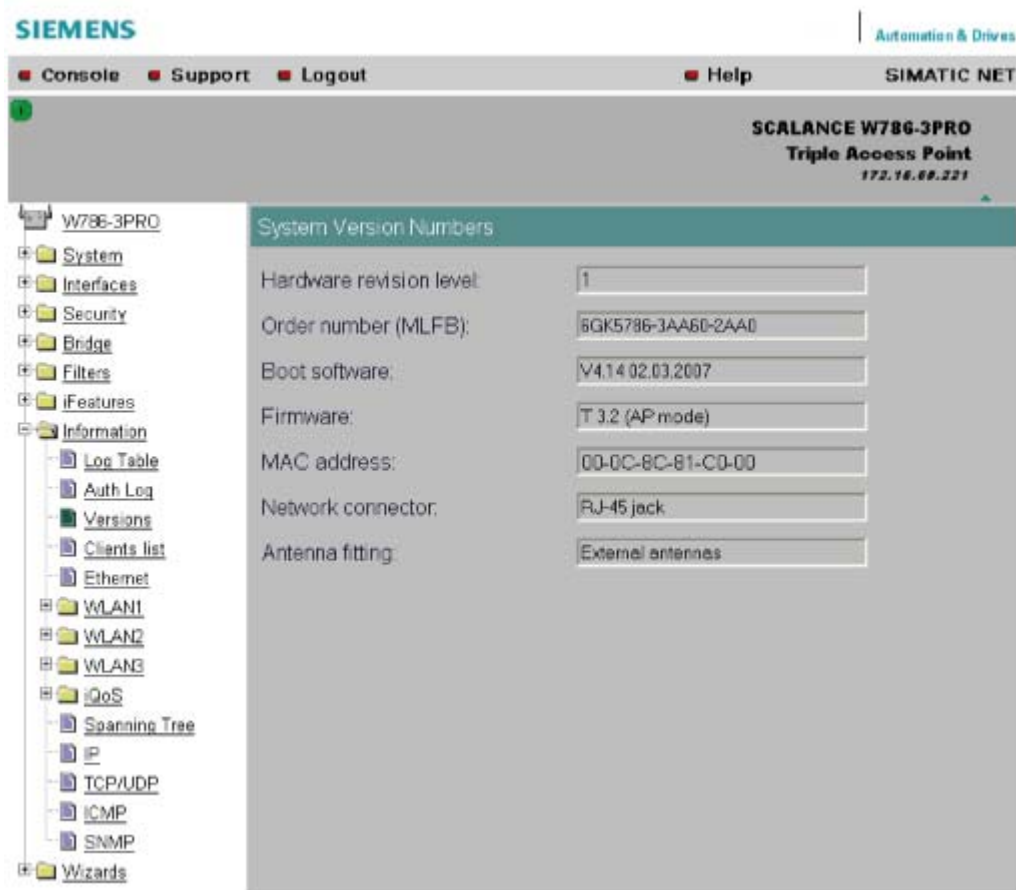 SIEMENS
Automation & Drives
Console Support Logout Help SIMATIC NET
SCALANCE W786-3PRO
Triple Access Point
172.16.69.221
W786-3PRO
System
Interfaces
Security
Bridge
Filters
iFeatures
Information
Log Table
Auth Log
Versions
Clients list
Ethernet
WLAN1
WLAN2
WLAN3
iQoS
Spanning Tree
IP
TCP/UDP
ICMP
SNMP
Wizards
System Version Numbers
Hardware revision level: 1
Order number (MLFB): 6GK5786-3AA60-2AA0
Boot software: V4.14 02.03.2007
Firmware: T 3.2 (AP mode)
MAC address: 00-0C-8C-81-C0-00
Network connector: RJ-45 jack
Antenna fitting: External antennas